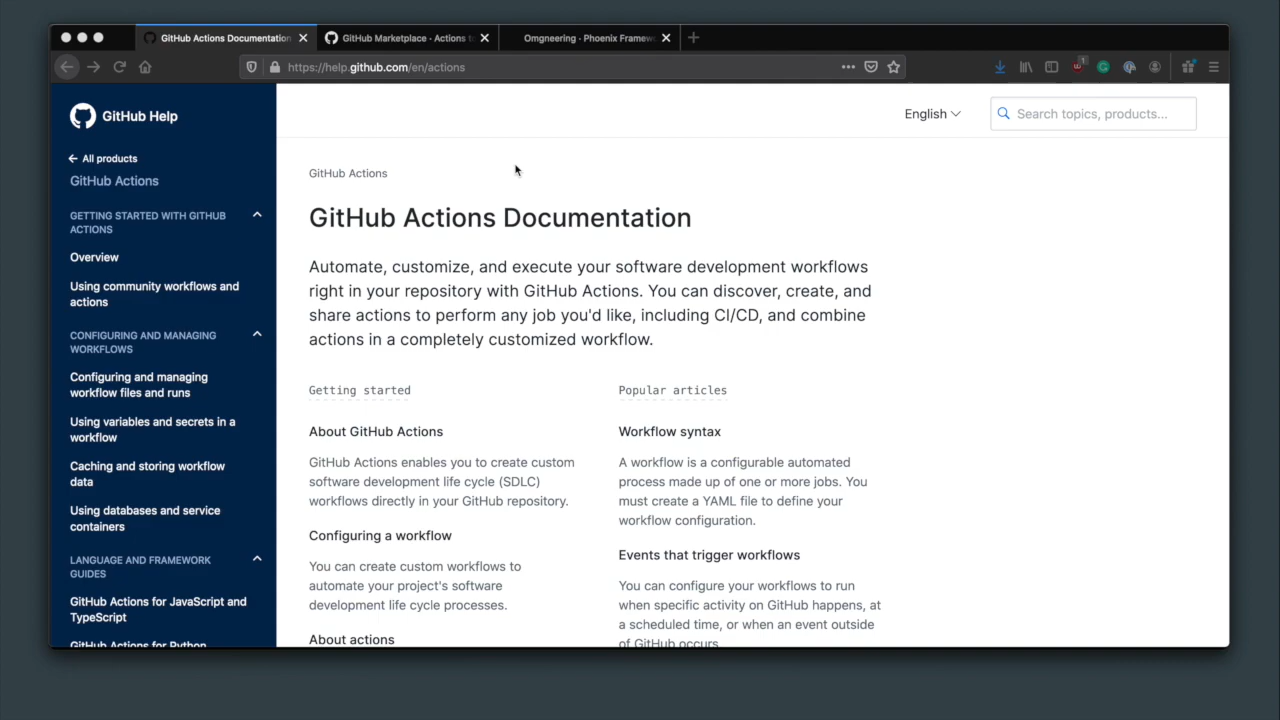 GitHub Actions Documentation
GitHub Marketplace · Actions t
Omgneering · Phoenix Framew
https://help.github.com/en/actions
1
GitHub Help
All products
GitHub Actions
GETTING STARTED WITH GITHUB
ACTIONS
Overview
Using community workflows and
actions
CONFIGURING AND MANAGING
WORKFLOWS
Configuring and managing
workflow files and runs
Using variables and secrets in a
workflow
Caching and storing workflow
data
Using databases and service
containers
LANGUAGE AND FRAMEWORK
GUIDES
GitHub Actions for JavaScript and
TypeScript
GitHub Actions for Python
English
Search topics, products...
GitHub Actions
GitHub Actions Documentation
Automate, customize, and execute your software development workflows
right in your repository with GitHub Actions. You can discover, create, and
share actions to perform any job you'd like, including CI/CD, and combine
actions in a completely customized workflow.
Getting started
About GitHub Actions
GitHub Actions enables you to create custom
software development life cycle (SDLC)
workflows directly in your GitHub repository.
Configuring a workflow
You can create custom workflows to
automate your project's software
development life cycle processes.
About actions
Popular articles
Workflow syntax
A workflow is a configurable automated
process made up of one or more jobs. You
must create a YAML file to define your
workflow configuration.
Events that trigger workflows
You can configure your workflows to run
when specific activity on GitHub happens, at
a scheduled time, or when an event outside
of GitHub occurs.